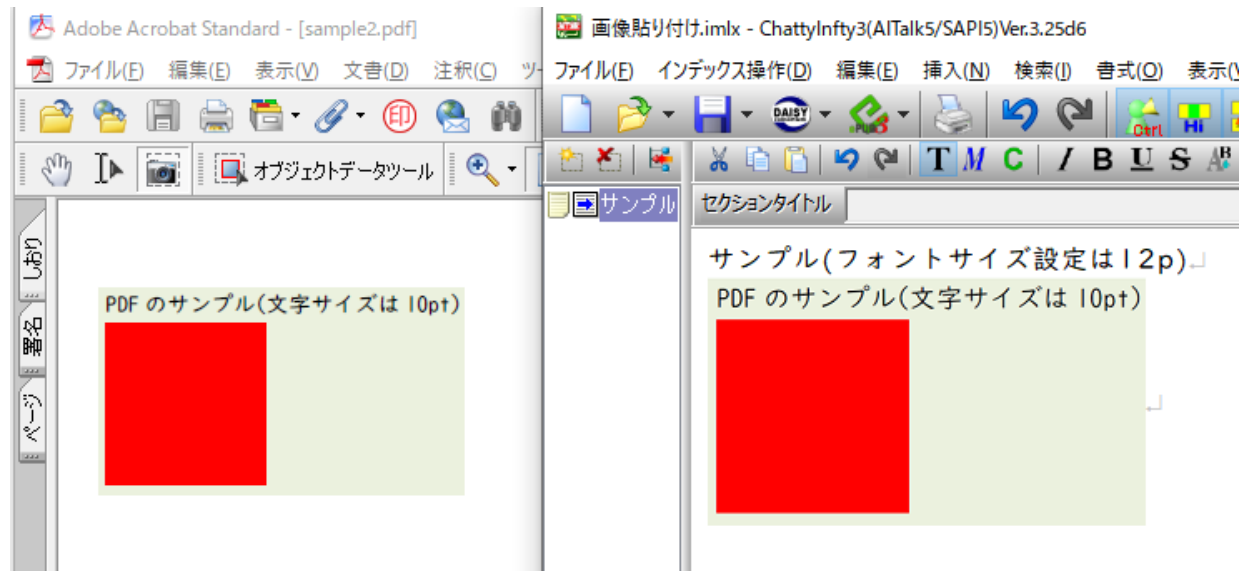 Adobe Acrobat Standard - [sample2.pdf]
ファイル(F) 編集(E) 表示(V) 文書(D) 注釈(C) ツ
オブジェクトデータツール
しおり
署名
ページ
PDF のサンプル(文字サイズは 10pt)
画像貼り付け.imlx - ChattyInfty3(AITalk5/SAPI5)Ver.3.25d6
ファイル(F) インデックス操作(D) 編集(E) 挿入(N) 検索(I) 書式(O) 表示(V
DAISY
Ctrl
Hi
T M C I B U S AB
サンプル
セクションタイトル
サンプル(フォントサイズ設定は12p)
PDF のサンプル(文字サイズは 10pt)